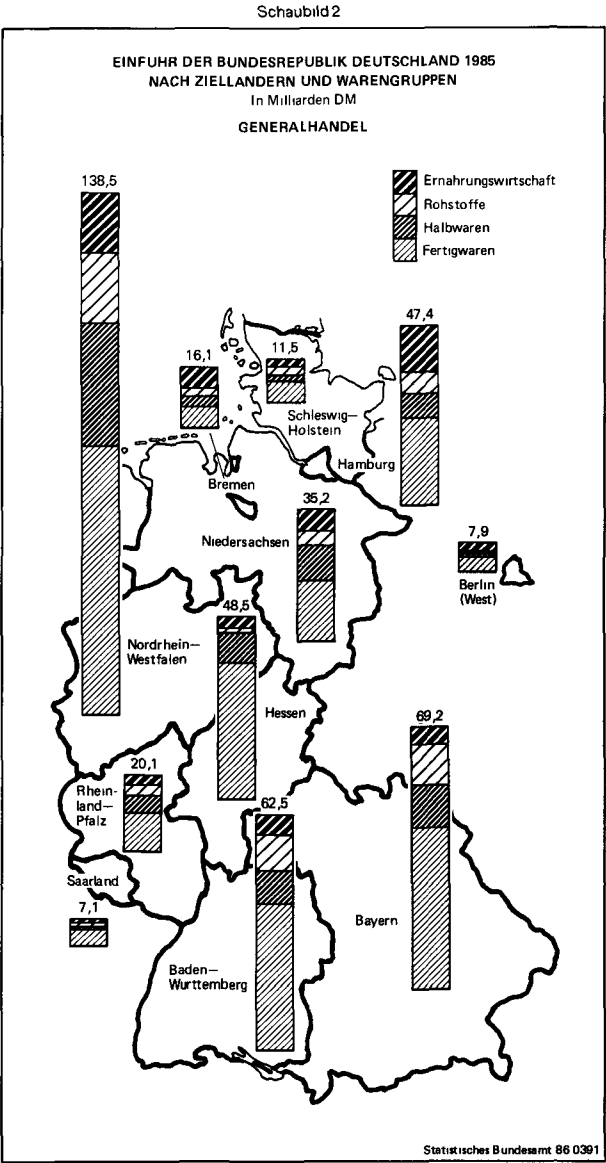 Schaubild 2
EINFUHR DER BUNDESREPUBLIK DEUTSCHLAND 1985
NACH ZIELLANDERN UND WARENGRUPPEN
In Milliarden DM
GENERALHANDEL
138,5
Ernahrungswirtschaft
Rohstoffe
Halbwaren
Fertigwaren
47,4
16,1
11,5
Schleswig–
Holstein
Hamburg
Bremen
35,2
Niedersachsen
7,9
Berlin
(West)
48,5
Nordrhein–
Westfalen
Hessen
69,2
20,1
Rhein-
land–
Pfalz
62,5
Saarland
7,1
Bayern
Baden–
Wurttemberg
Statistisches Bundesamt 86 0391